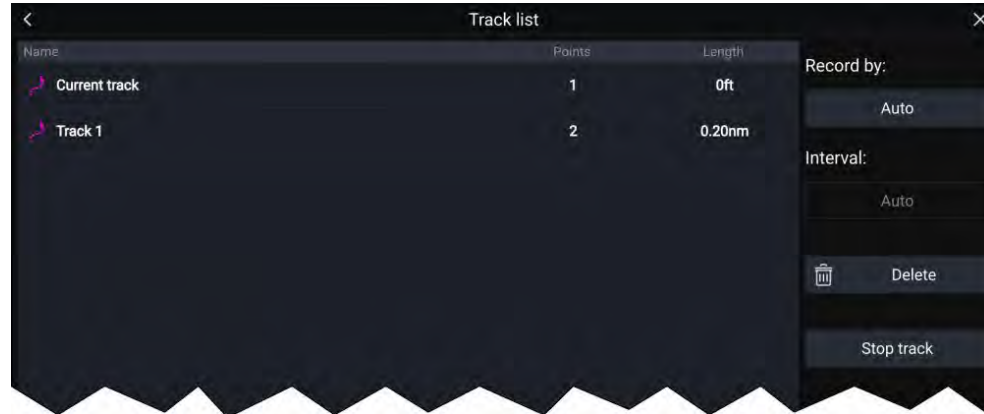 Track list
Name Points Length
Current track 1 0ft
Track 1 2 0.20nm
Record by:
Auto
Interval:
Auto
Delete
Stop track